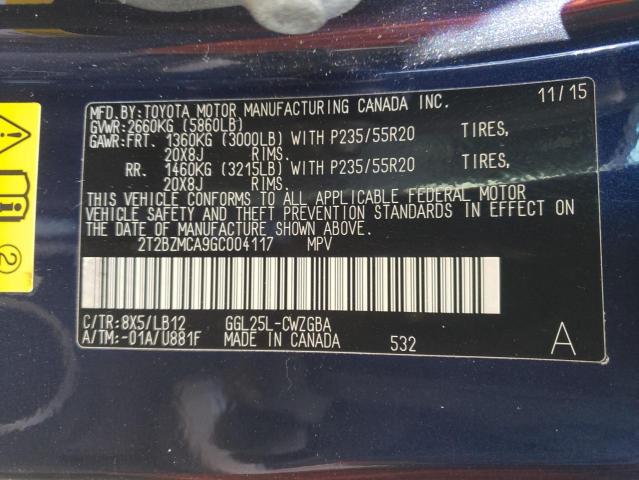 MFD.BY:TOYOTA MOTOR MANUFACTURING CANADA INC. 11/15
GVWR:2660KG (5860LB)
GAWR:FRT. 1360KG (3000LB) WITH P235/55R20 TIRES,
20X8J RIMS.
RR. 1460KG (3215LB) WITH P235/55R20 TIRES,
20X8J RIMS.
THIS VEHICLE CONFORMS TO ALL APPLICABLE FEDERAL MOTOR
VEHICLE SAFETY AND THEFT PREVENTION STANDARDS IN EFFECT ON
THE DATE OF MANUFACTURE SHOWN ABOVE.
2T2BZMCA9GC004117 MPV
C/TR:8X5/LB12 GGL25L-CWZGBA
A/TM:-01A/U881F MADE IN CANADA 532 A
2